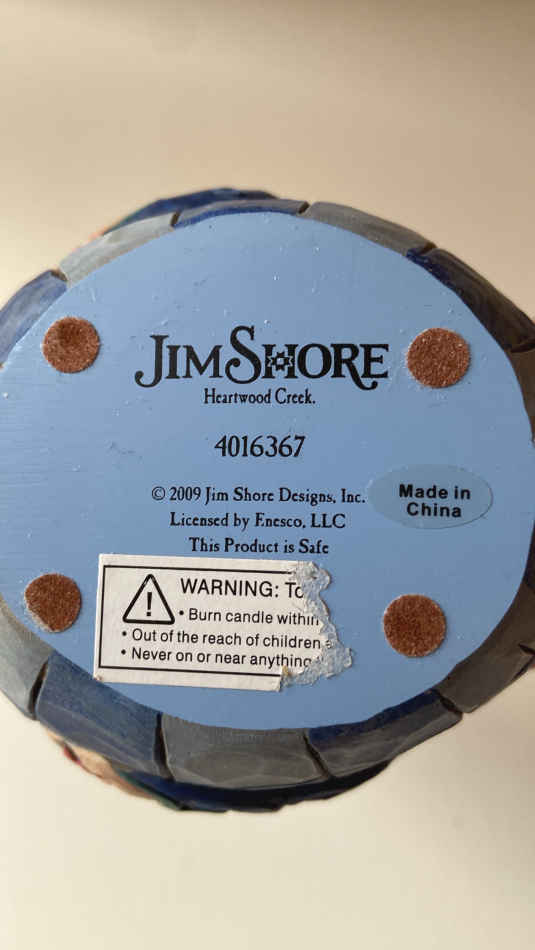 JIM SHORE
Heartwood Creek.
4016367
© 2009 Jim Shore Designs, Inc.
Made in
China
Licensed by Enesco, LLC
This Product is Safe
WARNING: To
• Burn candle within
• Out of the reach of children
• Never on or near anything